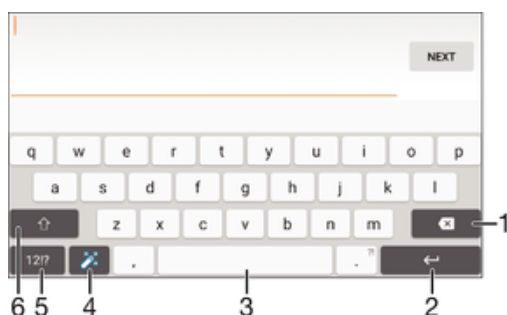 NEXT
q w e r t y u i o p
a s d f g h j k l
z x c v b n m 1
12!? , . ?!
6 5 4 3 2